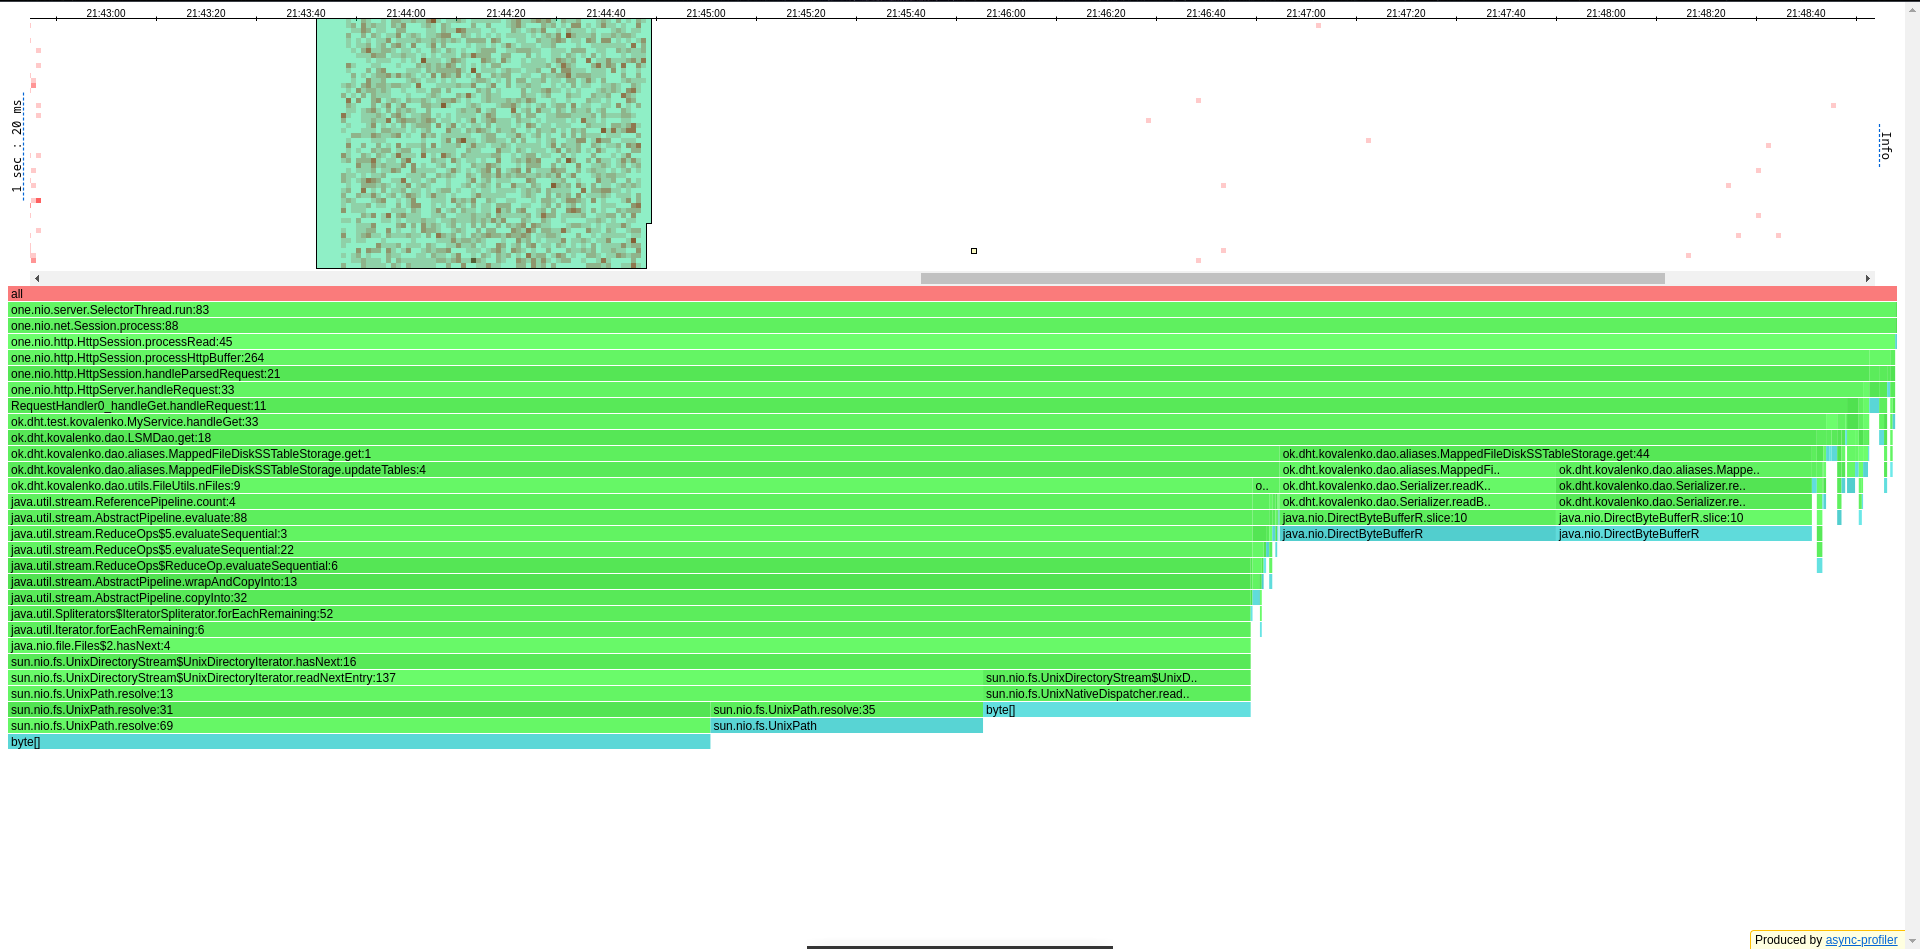 21:43:00 21:43:20 21:43:40 21:44:00 21:44:20 21:44:40 21:45:00 21:45:20 21:45:40 21:46:00 21:46:20 21:46:40 21:47:00 21:47:20 21:47:40 21:48:00 21:48:20 21:48:40
1 sec : 20 ms
Info
all
one.nio.server.SelectorThread.run:83
one.nio.net.Session.process:88
one.nio.http.HttpSession.processRead:45
one.nio.http.HttpSession.processHttpBuffer:264
one.nio.http.HttpSession.handleParsedRequest:21
one.nio.http.HttpServer.handleRequest:33
RequestHandler0_handleGet.handleRequest:11
ok.dht.test.kovalenko.MyService.handleGet:33
ok.dht.kovalenko.dao.LSMDao.get:18
ok.dht.kovalenko.dao.aliases.MappedFileDiskSSTableStorage.get:1 ok.dht.kovalenko.dao.aliases.MappedFileDiskSSTableStorage.get:44
ok.dht.kovalenko.dao.aliases.MappedFileDiskSSTableStorage.updateTables:4 ok.dht.kovalenko.dao.aliases.MappedFi.. ok.dht.kovalenko.dao.aliases.Mappe..
ok.dht.kovalenko.dao.utils.FileUtils.nFiles:9 o.. ok.dht.kovalenko.dao.Serializer.readK.. ok.dht.kovalenko.dao.Serializer.re..
java.util.stream.ReferencePipeline.count:4 ok.dht.kovalenko.dao.Serializer.readB.. ok.dht.kovalenko.dao.Serializer.re..
java.util.stream.AbstractPipeline.evaluate:88 java.nio.DirectByteBufferR.slice:10 java.nio.DirectByteBufferR.slice:10
java.util.stream.ReduceOps$5.evaluateSequential:3 java.nio.DirectByteBufferR java.nio.DirectByteBufferR
java.util.stream.ReduceOps$5.evaluateSequential:22
java.util.stream.ReduceOps$ReduceOp.evaluateSequential:6
java.util.stream.AbstractPipeline.wrapAndCopyInto:13
java.util.stream.AbstractPipeline.copyInto:32
java.util.Spliterators$IteratorSpliterator.forEachRemaining:52
java.util.Iterator.forEachRemaining:6
java.nio.file.Files$2.hasNext:4
sun.nio.fs.UnixDirectoryStream$UnixDirectoryIterator.hasNext:16
sun.nio.fs.UnixDirectoryStream$UnixDirectoryIterator.readNextEntry:137 sun.nio.fs.UnixDirectoryStream$UnixD..
sun.nio.fs.UnixPath.resolve:13 sun.nio.fs.UnixNativeDispatcher.read..
sun.nio.fs.UnixPath.resolve:31 sun.nio.fs.UnixPath.resolve:35 byte[]
sun.nio.fs.UnixPath.resolve:69 sun.nio.fs.UnixPath
byte[]
Produced by async-profiler